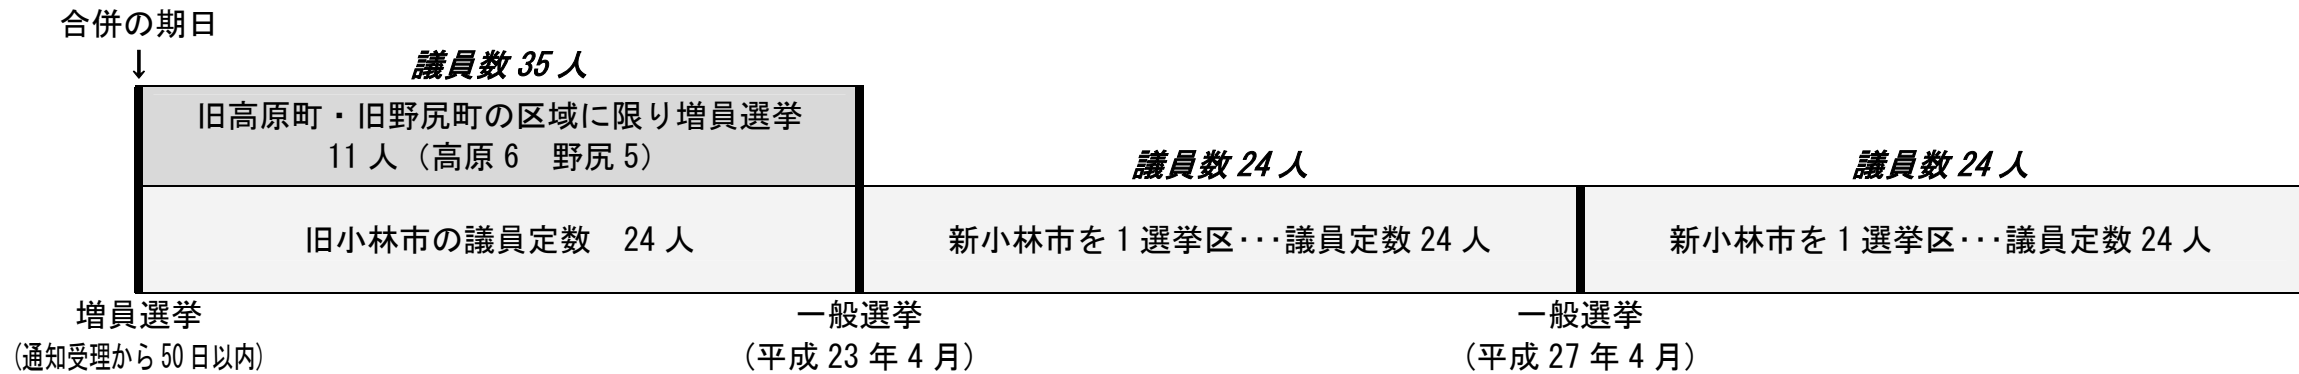 合併の期日
↓
議員数 35 人
旧高原町・旧野尻町の区域に限り増員選挙
11 人（高原 6　野尻 5）
議員数 24 人
議員数 24 人
旧小林市の議員定数　24 人
新小林市を 1 選挙区･･･議員定数 24 人
新小林市を 1 選挙区･･･議員定数 24 人
増員選挙
（通知受理から 50 日以内）
一般選挙
（平成 23 年 4 月）
一般選挙
（平成 27 年 4 月）